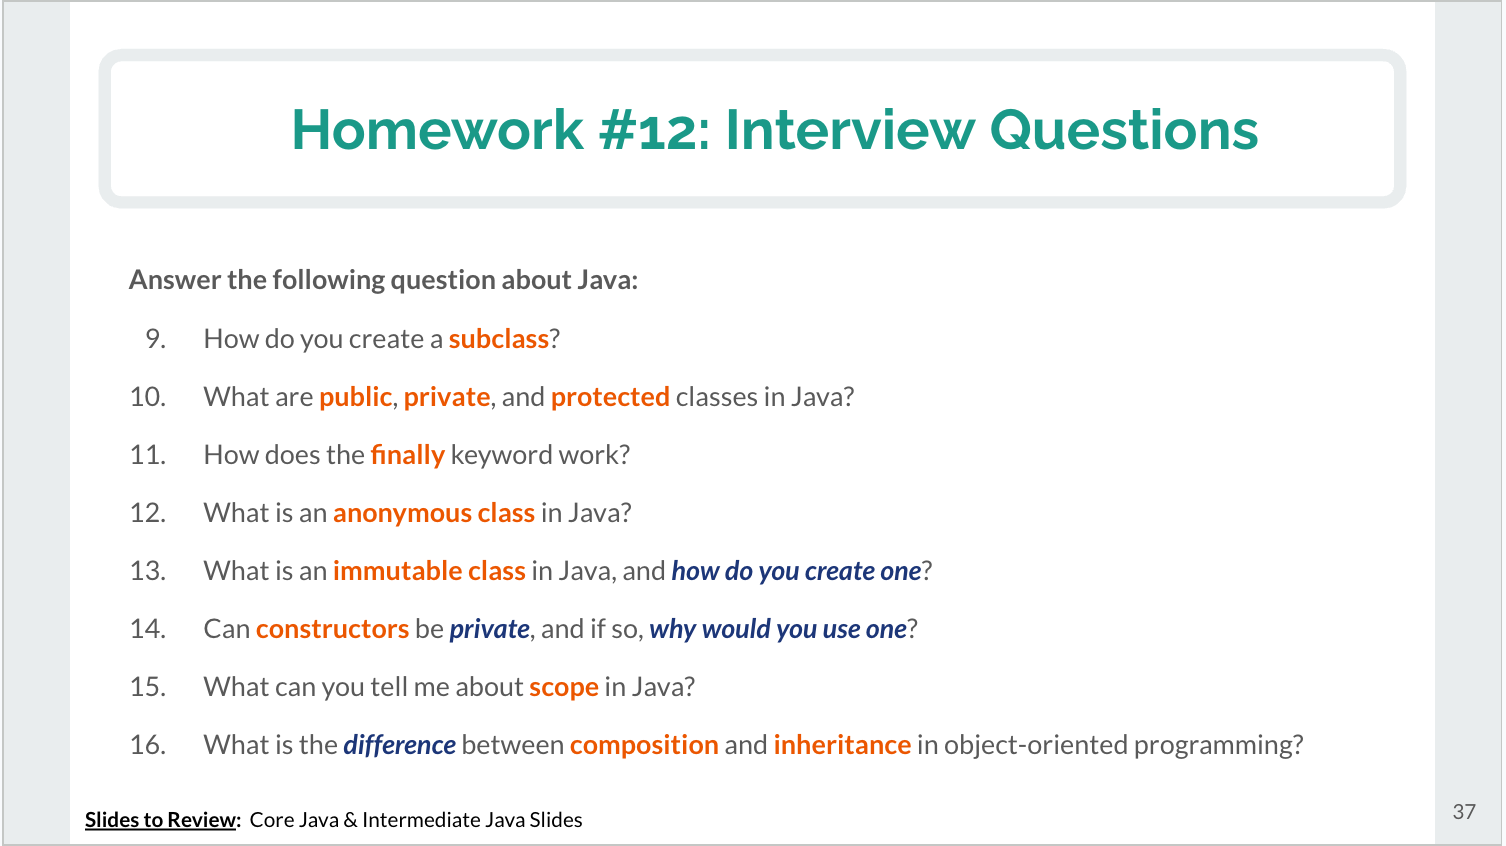 Homework #12: Interview Questions
Answer the following question about Java:
9. How do you create a subclass?
10. What are public, private, and protected classes in Java?
11. How does the finally keyword work?
12. What is an anonymous class in Java?
13. What is an immutable class in Java, and how do you create one?
14. Can constructors be private, and if so, why would you use one?
15. What can you tell me about scope in Java?
16. What is the difference between composition and inheritance in object-oriented programming?
Slides to Review: Core Java & Intermediate Java Slides
37